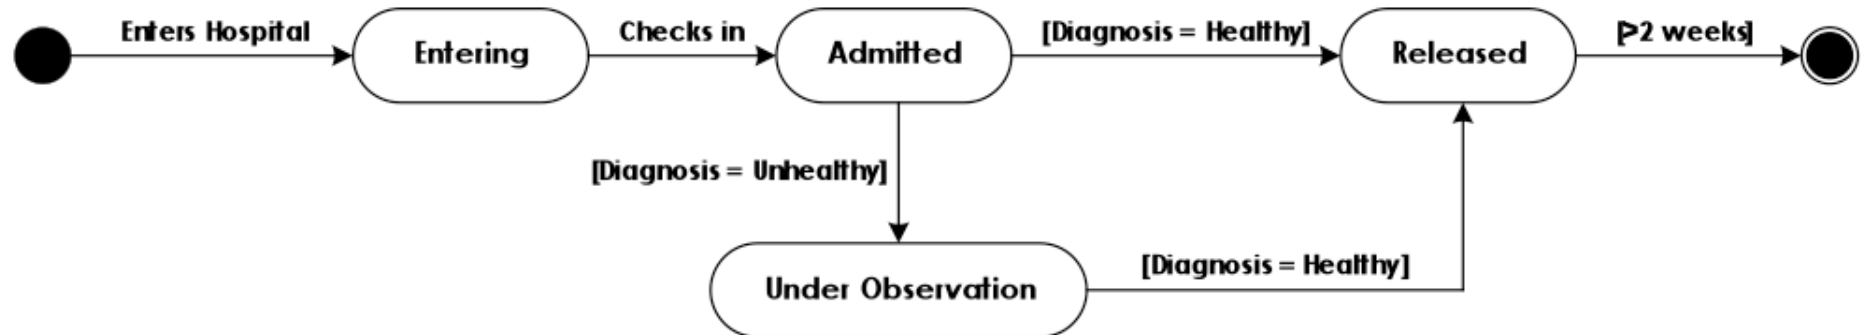 Enters Hospital
Entering
Checks in
Admitted
[Diagnosis = Healthy]
Released
[>2 weeks]
[Diagnosis = Unhealthy]
Under Observation
[Diagnosis = Healthy]